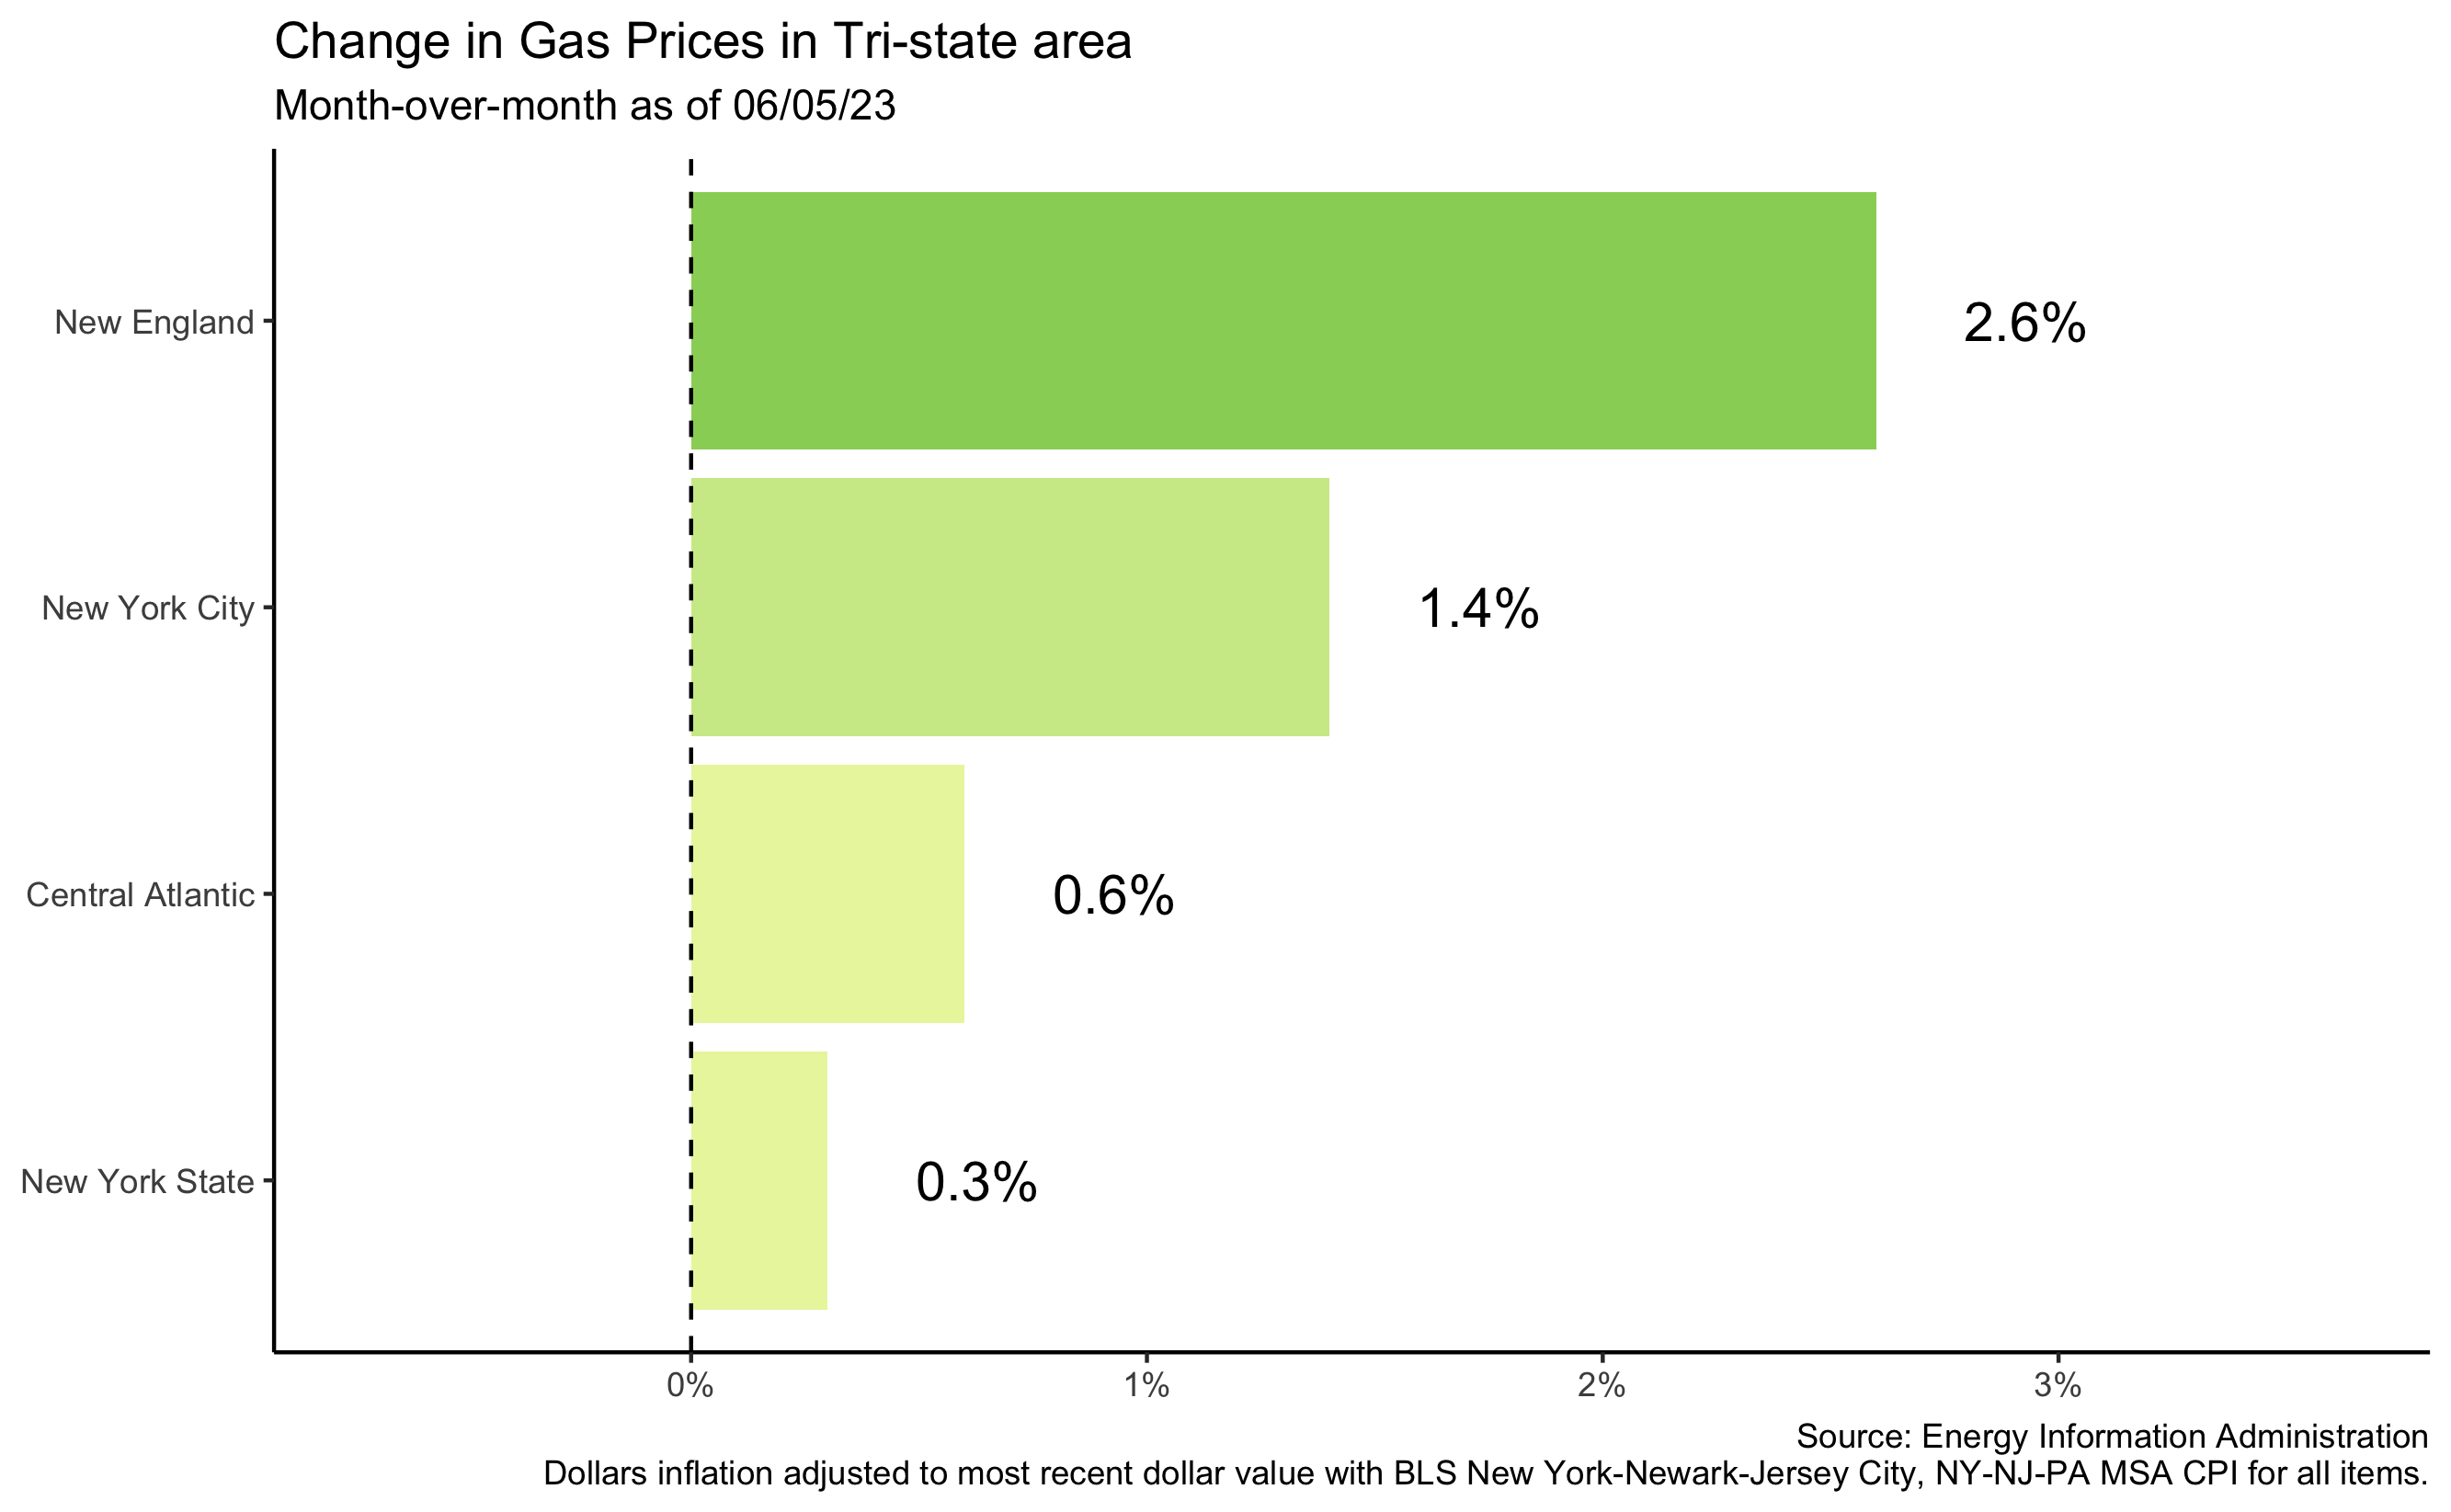 Change in Gas Prices in Tri-state area
Month-over-month as of 06/05/23
New England
2.6%
New York City
1.4%
Central Atlantic
0.6%
New York State
0.3%
0%
1%
2%
3%
Source: Energy Information Administration
Dollars inflation adjusted to most recent dollar value with BLS New York-Newark-Jersey City, NY-NJ-PA MSA CPI for all items.